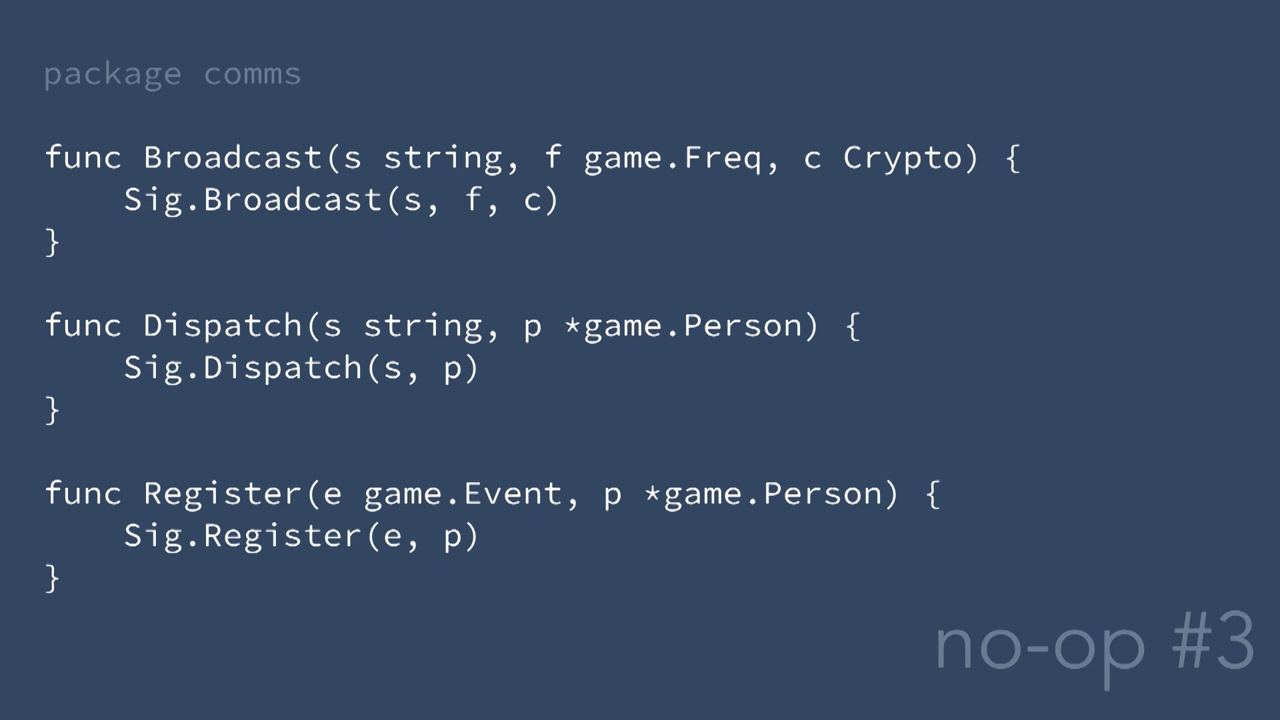 package comms
func Broadcast(s string, f game.Freq, c Crypto) {
    Sig.Broadcast(s, f, c)
}
func Dispatch(s string, p *game.Person) {
    Sig.Dispatch(s, p)
}
func Register(e game.Event, p *game.Person) {
    Sig.Register(e, p)
}
no-op #3